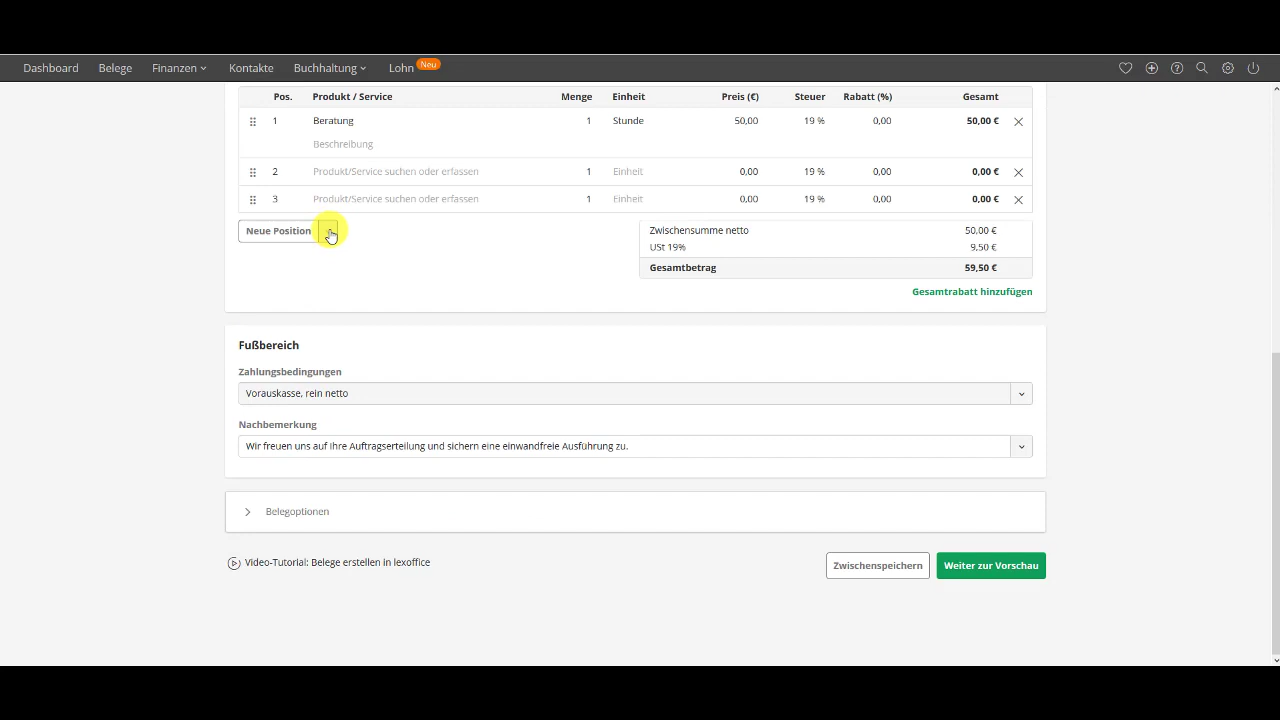 Dashboard Belege Finanzen Kontakte Buchhaltung Lohn Neu
Pos. Produkt / Service Menge Einheit Preis (€) Steuer Rabatt (%) Gesamt
1 Beratung 1 Stunde 50,00 19 % 0,00 50,00 €
Beschreibung
2 Produkt/Service suchen oder erfassen 1 Einheit 0,00 19 % 0,00 0,00 €
3 Produkt/Service suchen oder erfassen 1 Einheit 0,00 19 % 0,00 0,00 €
Neue Position
Zwischensumme netto 50,00 €
USt 19% 9,50 €
Gesamtbetrag 59,50 €
Gesamtrabatt hinzufügen
Fußbereich
Zahlungsbedingungen
Vorauskasse, rein netto
Nachbemerkung
Wir freuen uns auf Ihre Auftragserteilung und sichern eine einwandfreie Ausführung zu.
Belegoptionen
Video-Tutorial: Belege erstellen in lexoffice
Zwischenspeichern Weiter zur Vorschau